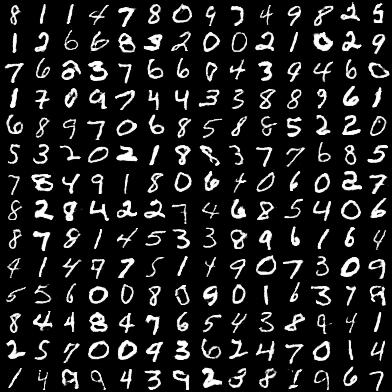 8 1 1 4 7 8 0 9 3 4 9 8 2 5
1 2 6 6 8 3 2 0 0 2 1 0 2 9
7 6 2 3 7 6 6 0 4 3 9 4 6 0
1 7 0 9 7 4 4 3 3 8 8 9 6 1
6 8 9 7 0 6 8 5 8 8 5 2 2 0
5 3 2 0 2 1 8 8 3 7 7 6 8 5
7 8 4 9 1 8 0 6 4 0 6 0 2 7
8 2 8 4 2 2 7 4 6 8 5 4 0 6
8 7 8 1 4 5 3 3 8 9 6 1 6 4
4 1 4 9 7 5 1 4 9 0 7 3 0 9
5 5 6 0 0 8 0 9 0 1 6 3 7 8
8 4 4 8 4 7 6 5 4 3 8 9 4 1
2 5 7 0 0 4 3 6 2 4 7 0 1 4
1 4 8 9 4 3 9 2 3 8 1 9 6 7